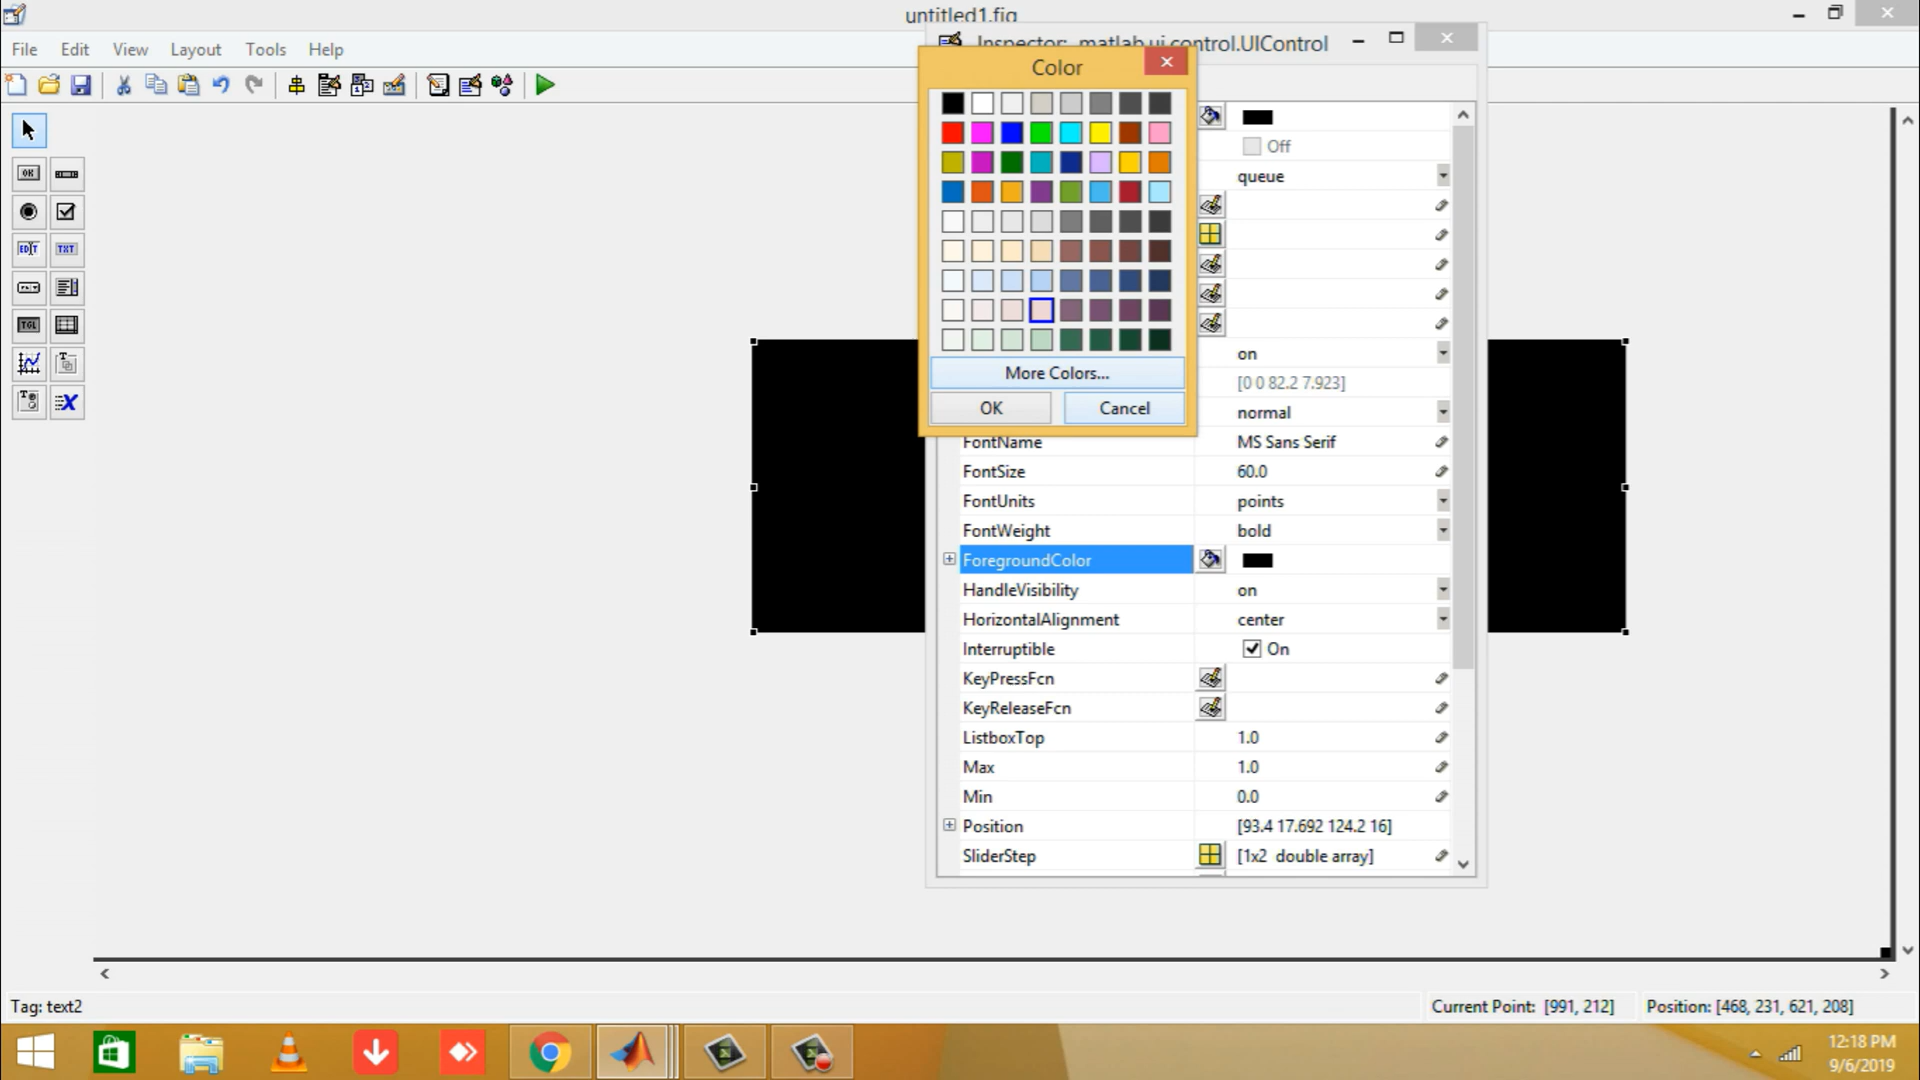 untitled1.fig
Inspector: matlab.ui.control.UIControl
File Edit View Layout Tools Help
Color
Off
queue
OK
EDIT TXT
TGL
on
[0 0 82.2 7.923]
More Colors...
OK Cancel
normal
FontName MS Sans Serif
FontSize 60.0
FontUnits points
FontWeight bold
ForegroundColor
HandleVisibility on
HorizontalAlignment center
Interruptible On
KeyPressFcn
KeyReleaseFcn
ListboxTop 1.0
Max 1.0
Min 0.0
Position [93.4 17.692 124.2 16]
SliderStep [1x2 double array]
Tag: text2
Current Point: [991, 212] Position: [468, 231, 621, 208]
12:18 PM
9/6/2019